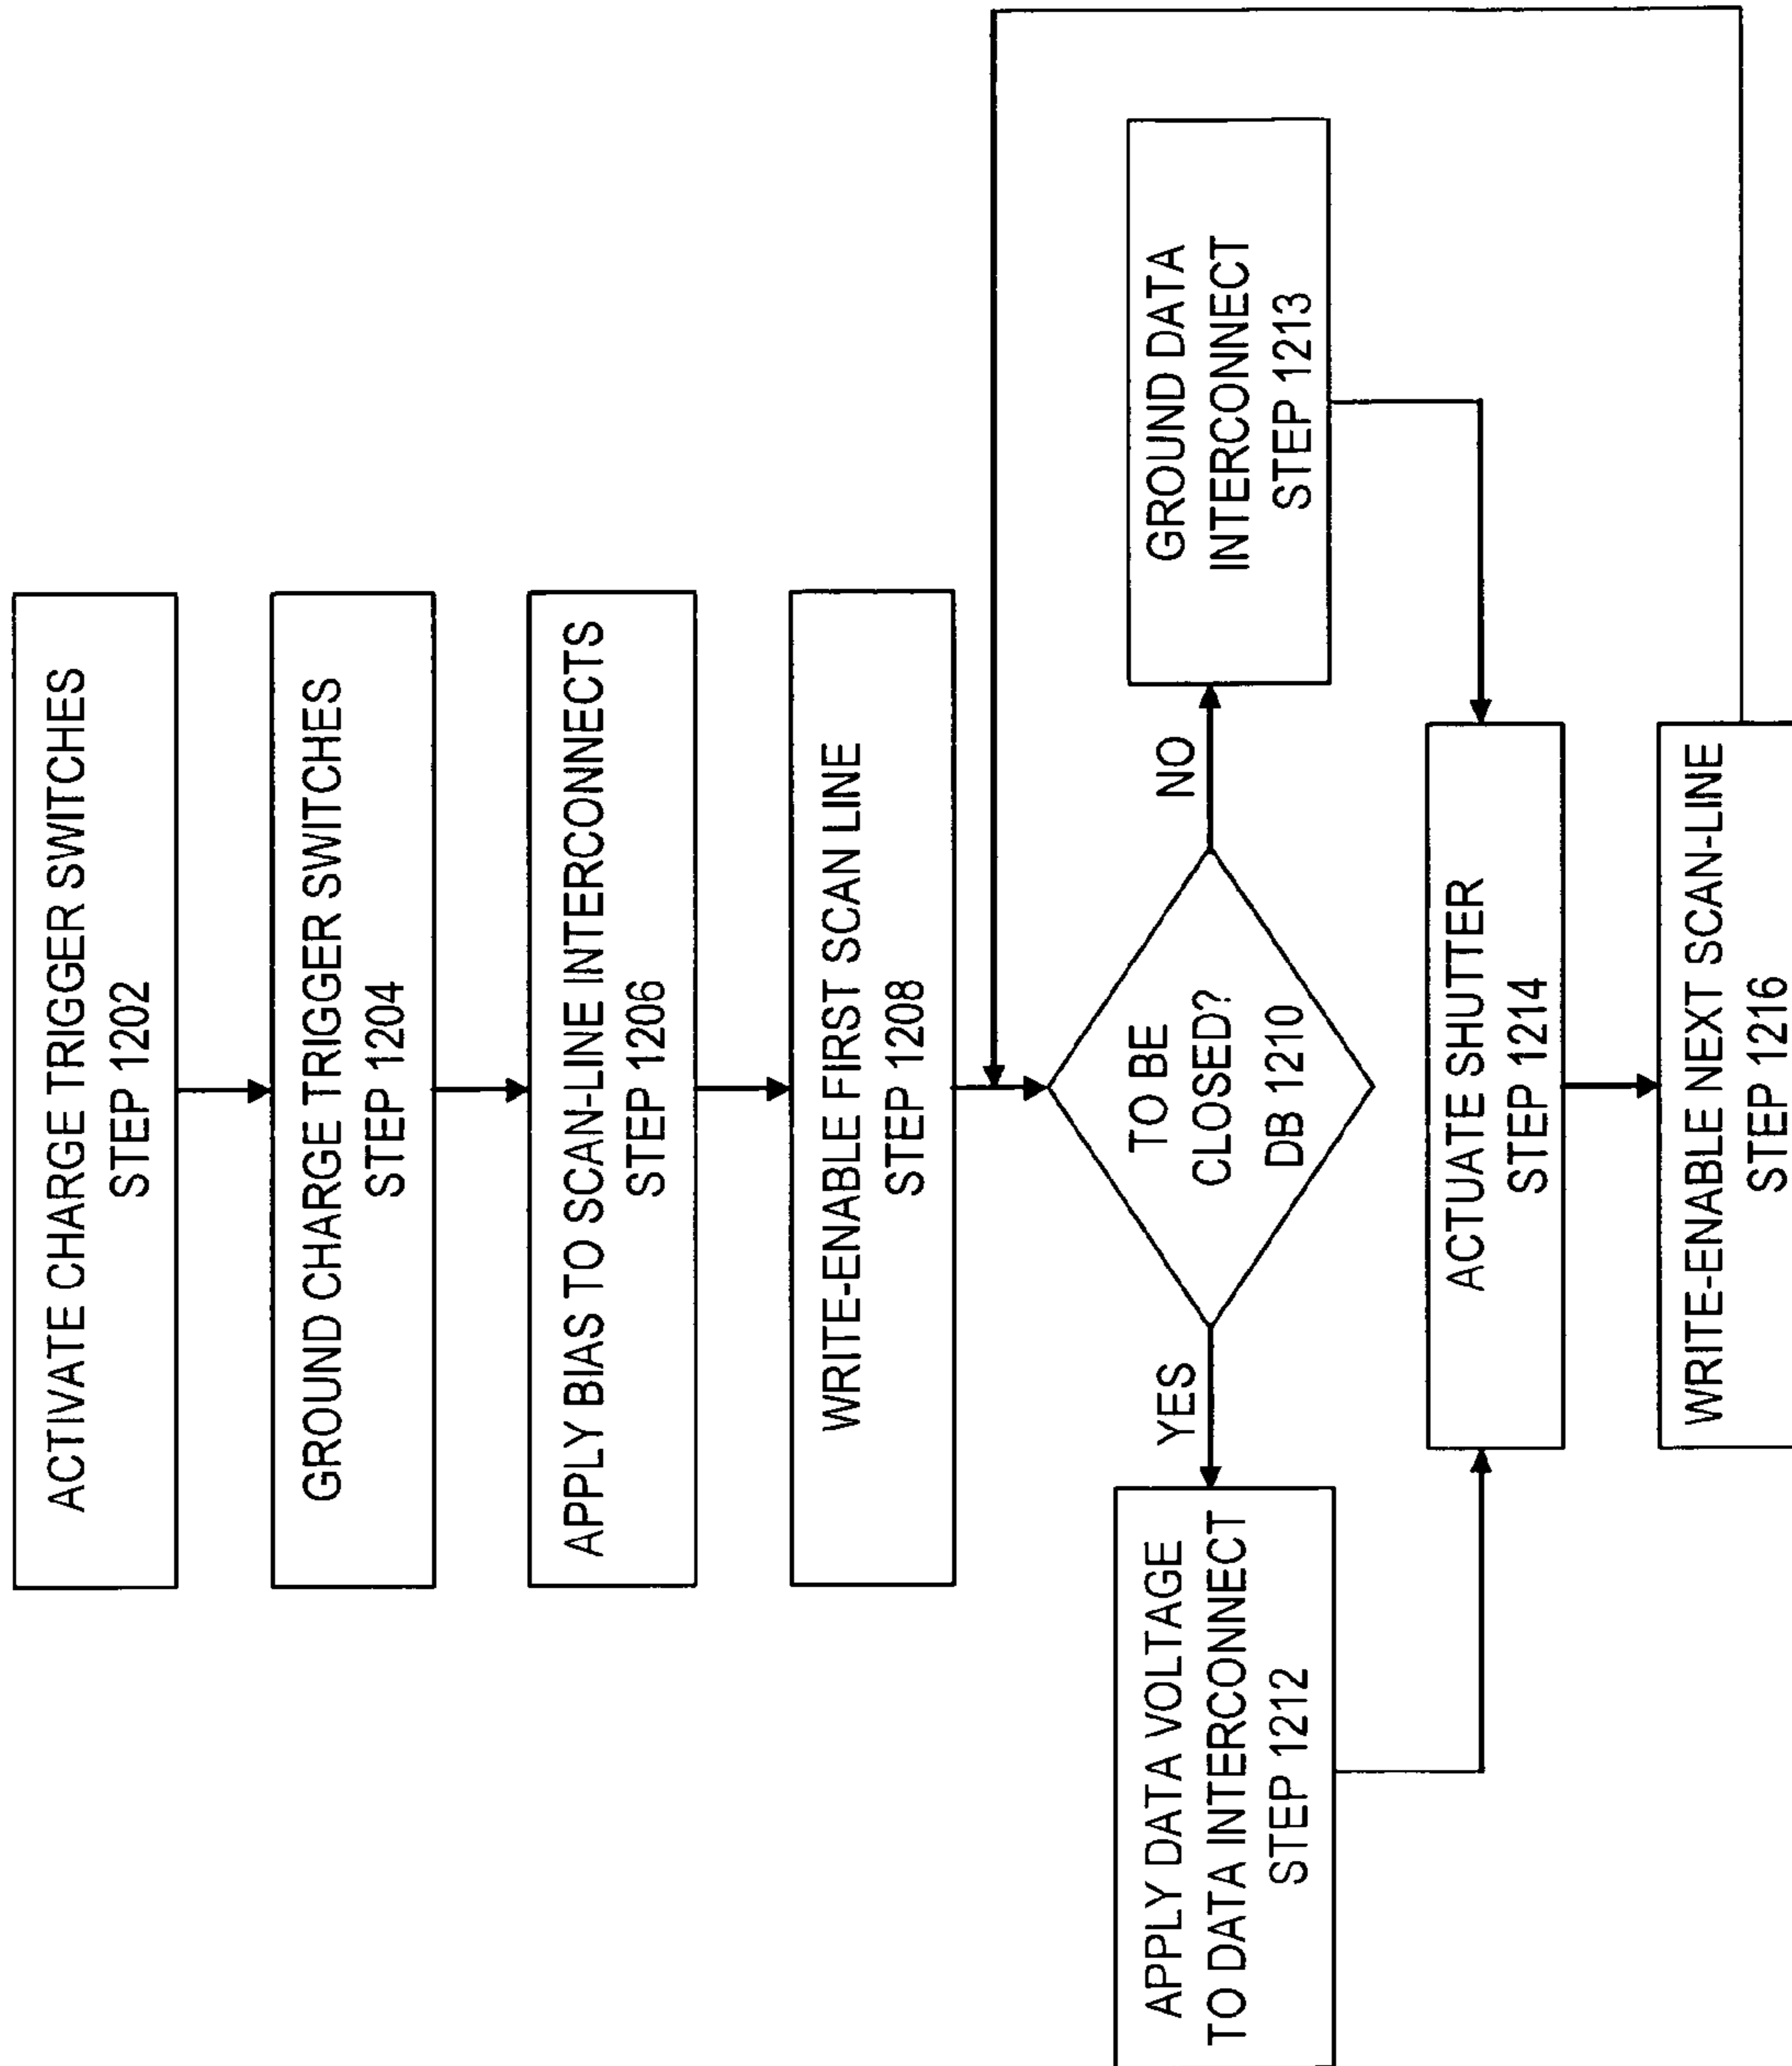 ACTIVATE CHARGE TRIGGER SWITCHES
STEP 1202
GROUND CHARGE TRIGGER SWITCHES
STEP 1204
APPLY BIAS TO SCAN-LINE INTERCONNECTS
STEP 1206
WRITE-ENABLE FIRST SCAN LINE
STEP 1208
TO BE
CLOSED?
DB 1210
YES
NO
APPLY DATA VOLTAGE
TO DATA INTERCONNECT
STEP 1212
GROUND DATA
INTERCONNECT
STEP 1213
ACTUATE SHUTTER
STEP 1214
WRITE-ENABLE NEXT SCAN-LINE
STEP 1216